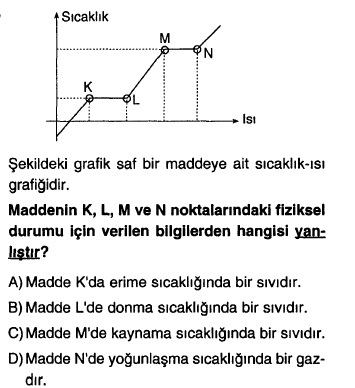 Sıcaklık
M
N
K
L
Isı
Şekildeki grafik saf bir maddeye ait sıcaklık-ısı
grafiğidir.
Maddenin K, L, M ve N noktalarındaki fiziksel
durumu için verilen bilgilerden hangisi yan-
lıştır?
A) Madde K'da erime sıcaklığında bir sıvıdır.
B) Madde L'de donma sıcaklığında bir sıvıdır.
C) Madde M'de kaynama sıcaklığında bir sıvıdır.
D) Madde N'de yoğunlaşma sıcaklığında bir gaz-
dır.